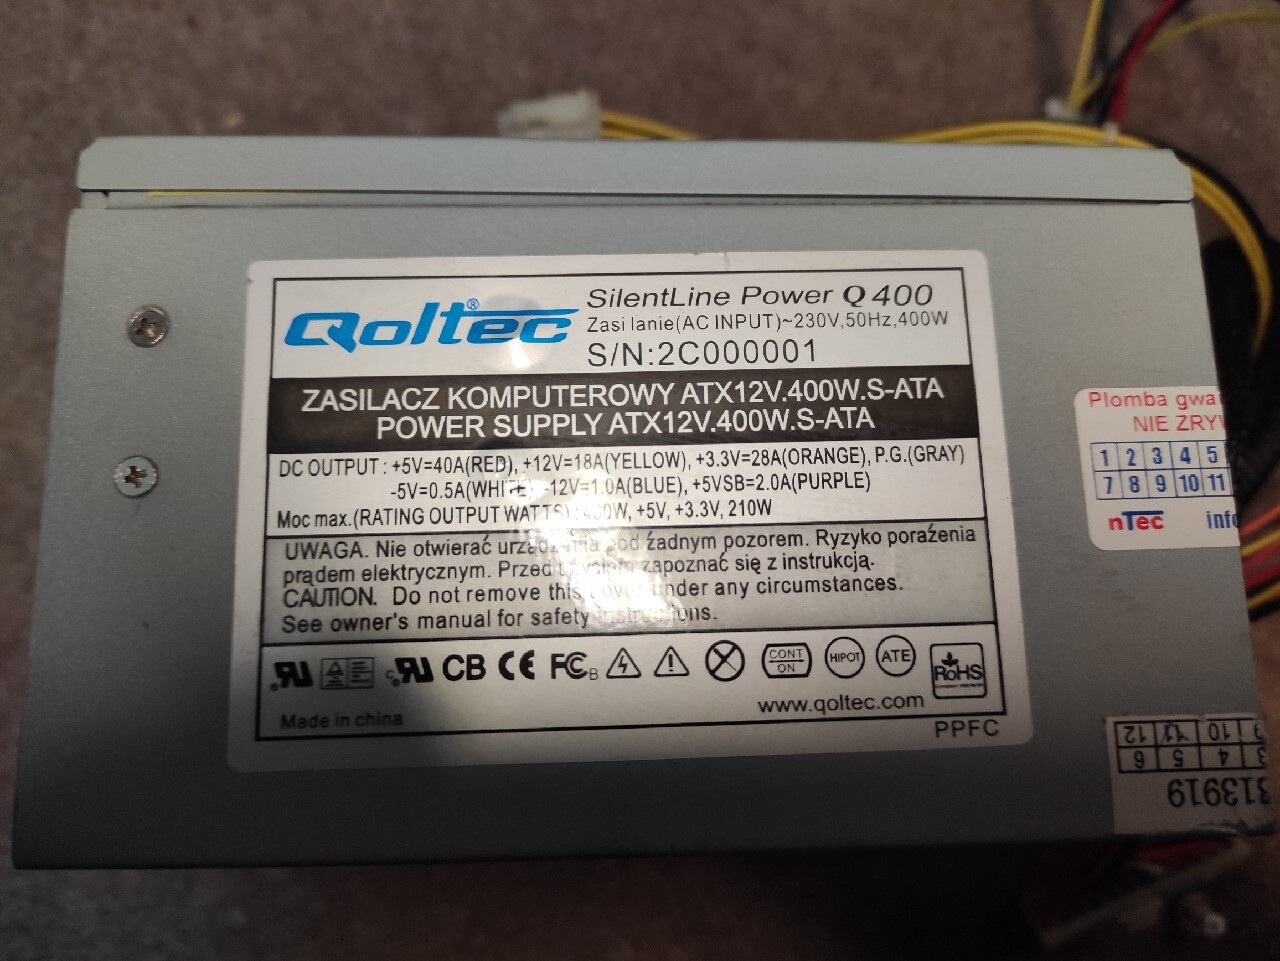 Qoltec®
SilentLine Power Q400
Zasilanie(AC INPUT)~230V,50Hz,400W
S/N:2C000001
ZASILACZ KOMPUTEROWY ATX12V.400W.S-ATA
POWER SUPPLY ATX12V.400W.S-ATA
DC OUTPUT : +5V=40A(RED), +12V=18A(YELLOW), +3.3V=28A(ORANGE), P.G.(GRAY)
-5V=0.5A(WHITE), -12V=1.0A(BLUE), +5VSB=2.0A(PURPLE)
Moc max.(RATING OUTPUT WATTS) : 400W, +5V, +3.3V, 210W
UWAGA. Nie otwierać urządzenia pod żadnym pozorem. Ryzyko porażenia
prądem elektrycznym. Przed użyciem zapoznać się z instrukcją.
CAUTION. Do not remove this cover under any circumstances.
See owner's manual for safety instructions.
CB CE FC B CONT ON HIPOT ATE RoHS
www.qoltec.com
Made in china
PPFC
Plomba gwa
NIE ZRYW
1 2 3 4 5
7 8 9 10 11
nTec info
3 4 5 6
10 11 12
313919